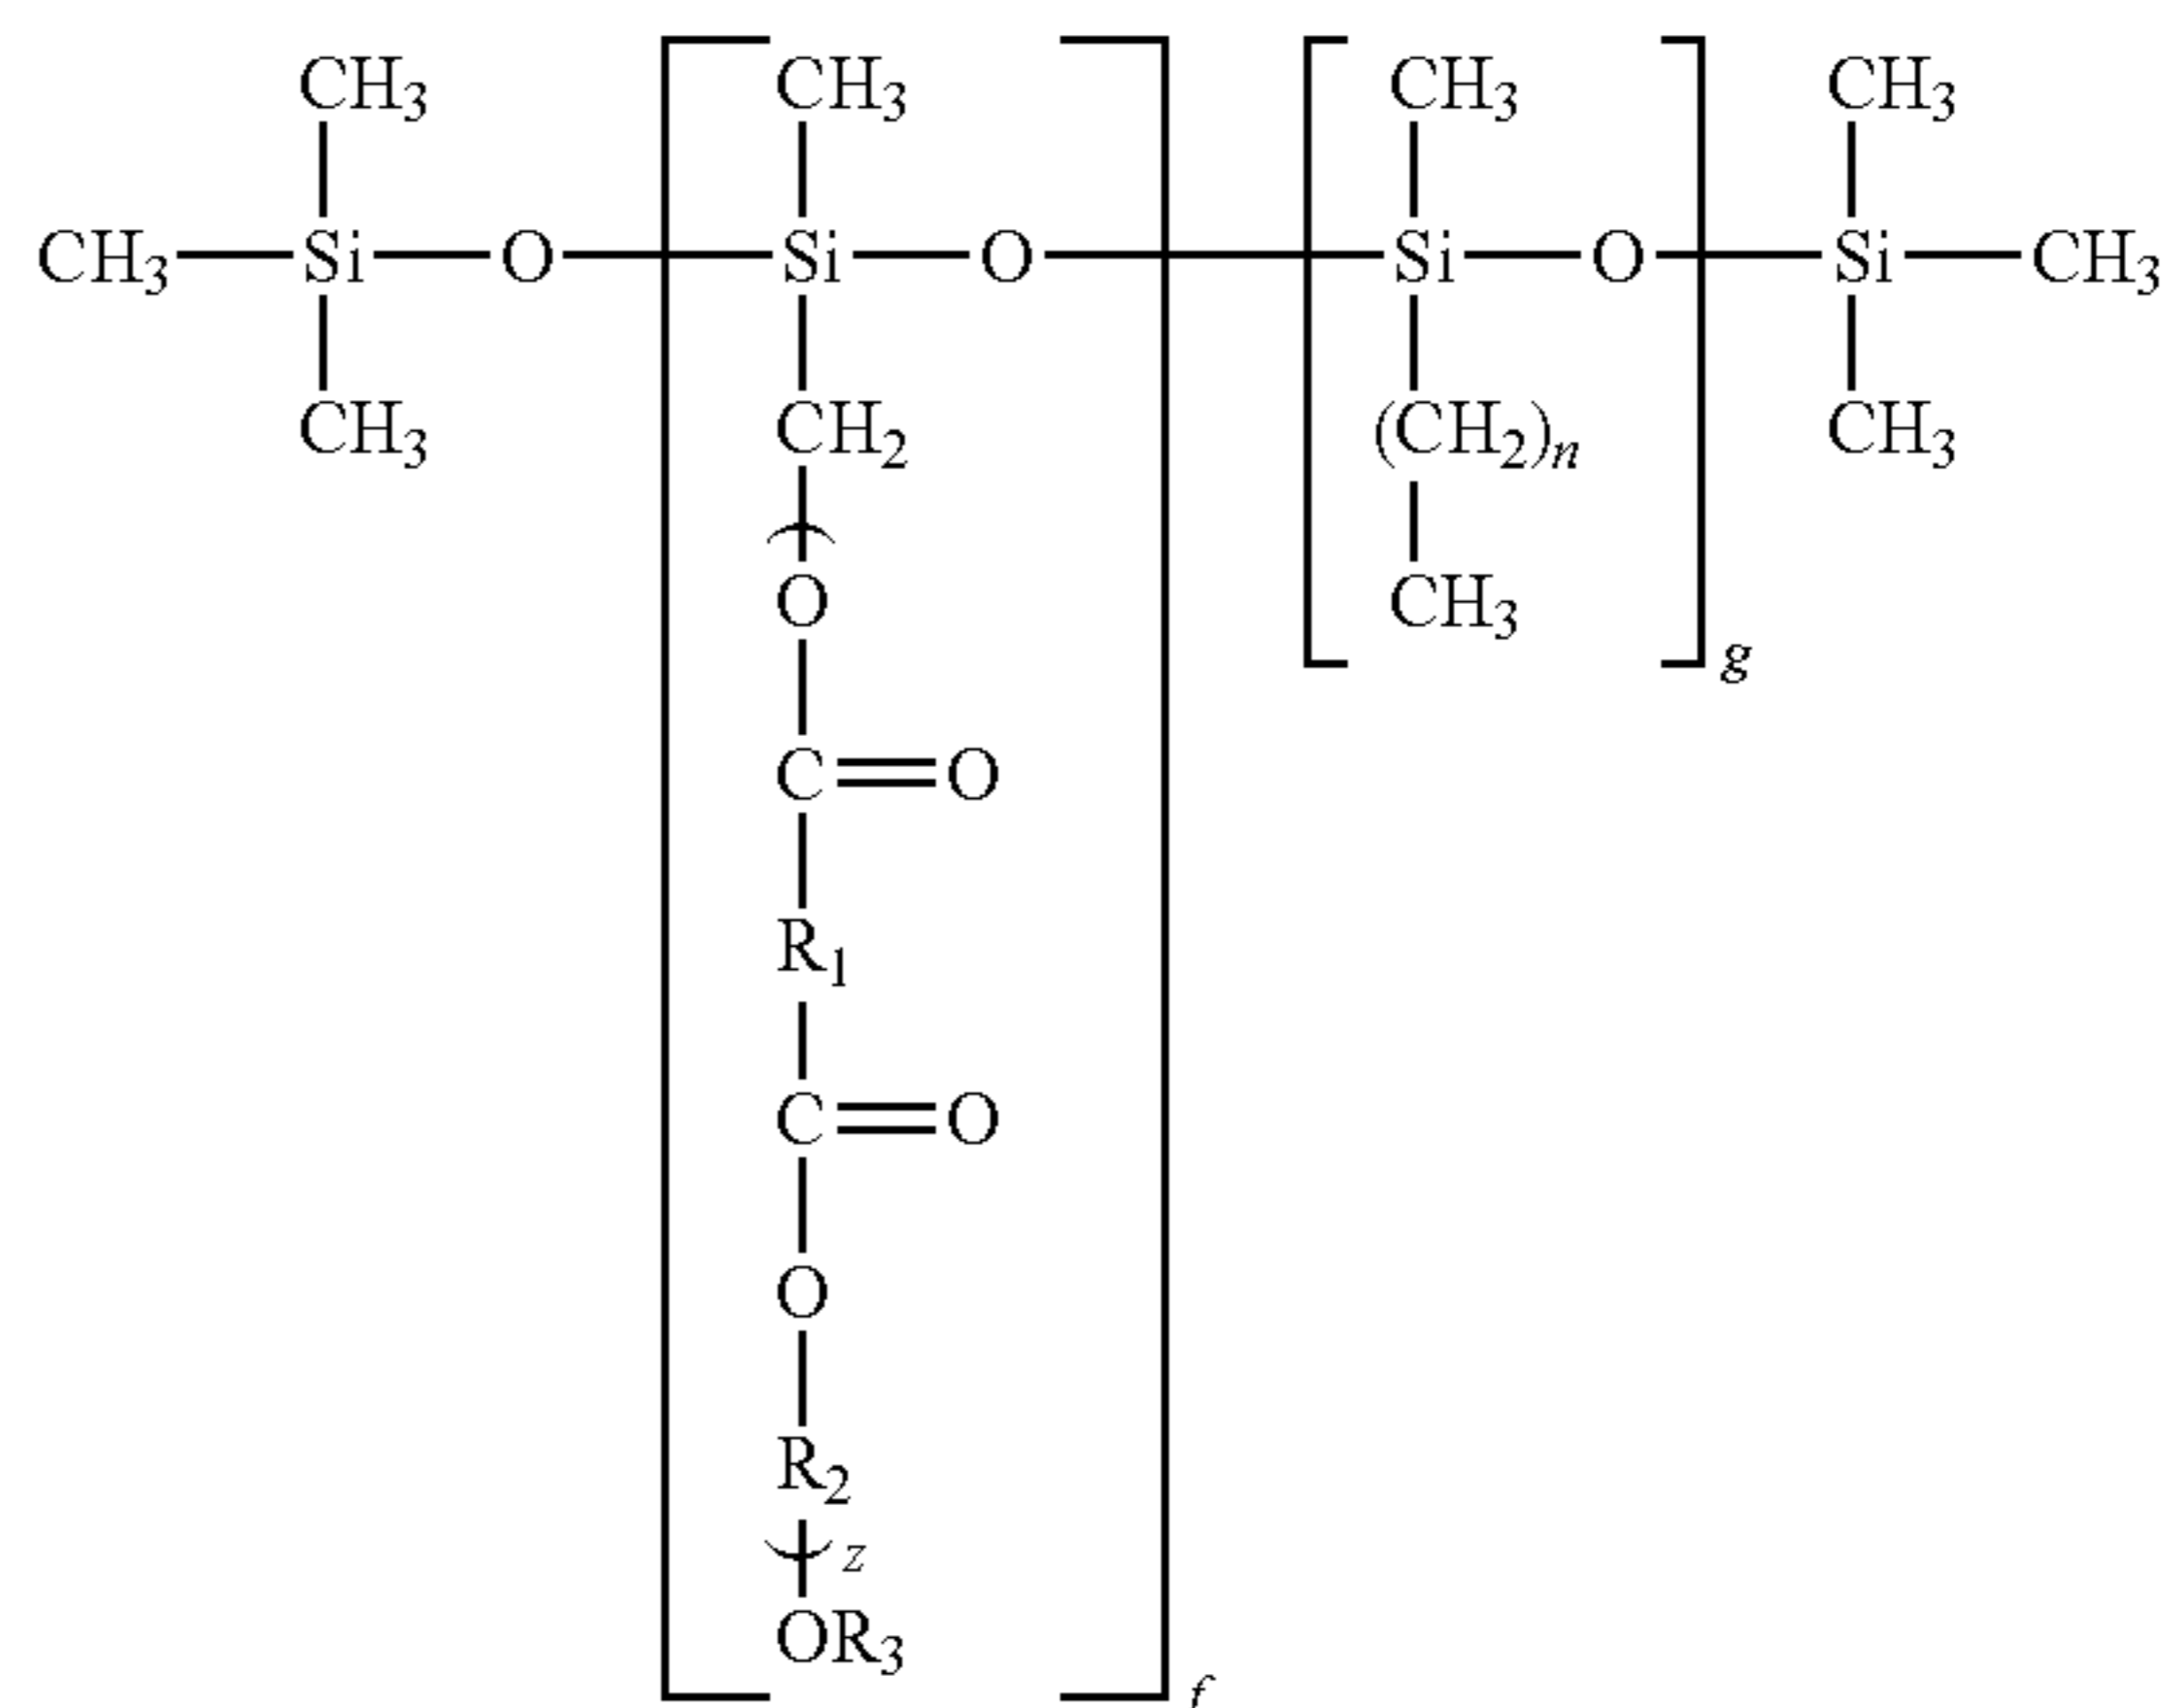 CH3 CH3 CH3 CH3
CH3 Si O Si O Si O Si CH3
CH3 CH2 (CH2)n CH3
O CH3
g
C O
R1
C O
O
R2
z
OR3
f